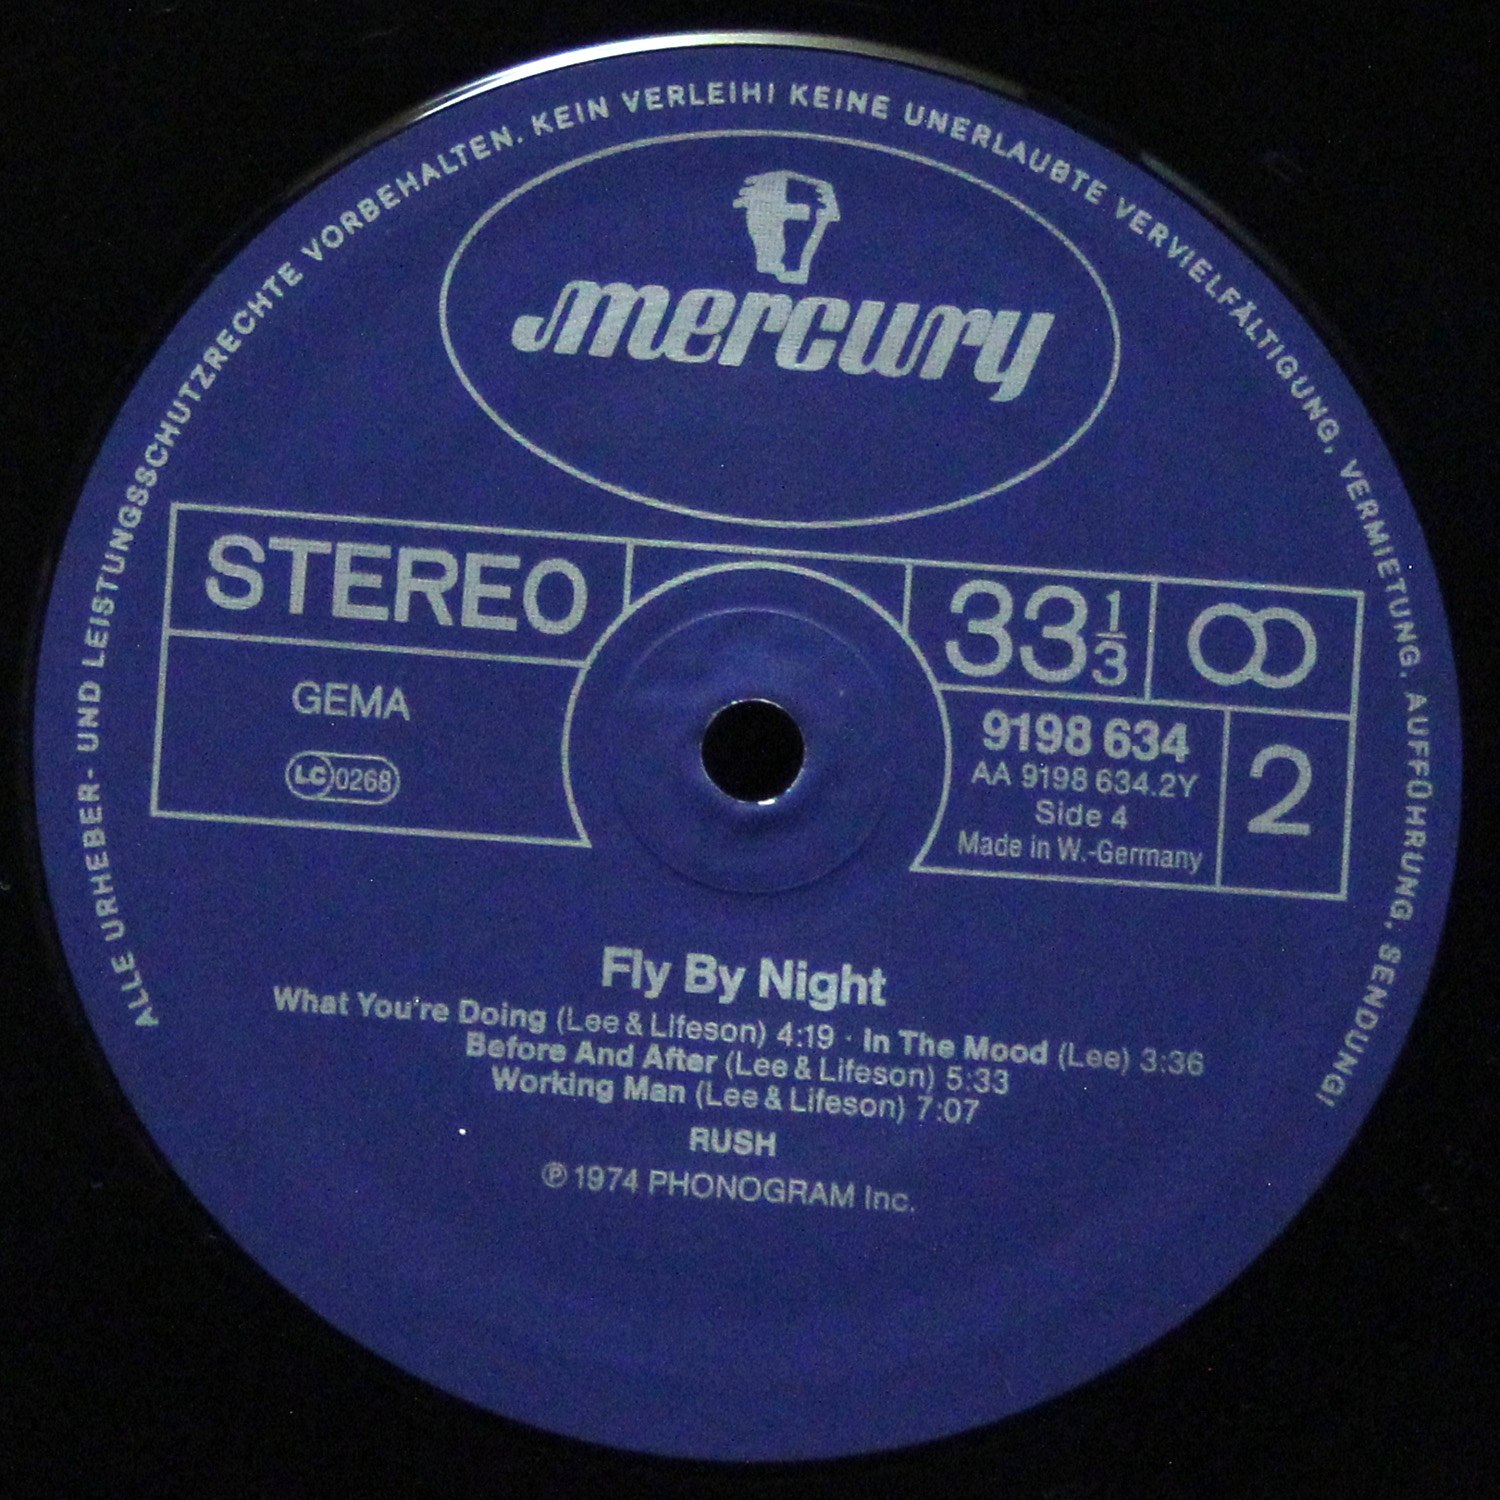 ALLE URHEBER- UND LEISTUNGSSCHUTZRECHTE VORBEHALTEN. KEIN VERLEIH! KEINE UNERLAUBTE VERVIELFÄLTIGUNG, VERMIETUNG, AUFFÜHRUNG, SENDUNG!
mercury
STEREO
33 1/3
GEMA
LC 0268
9198 634
AA 9198 634.2Y
Side 4
Made in W.-Germany
2
Fly By Night
What You're Doing (Lee & Lifeson) 4:19 · In The Mood (Lee) 3:36
Before And After (Lee & Lifeson) 5:33
Working Man (Lee & Lifeson) 7:07
RUSH
℗ 1974 PHONOGRAM Inc.